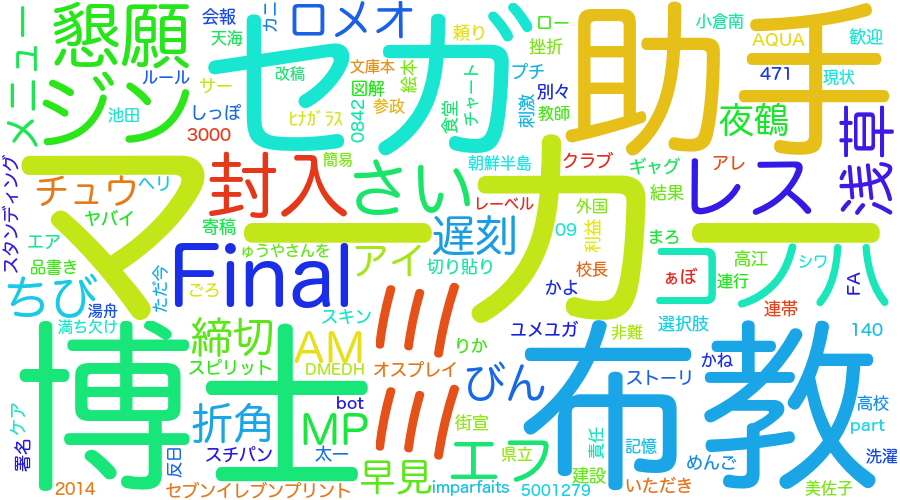 メニュー
懇願
ロメオ
会報
天海
カニ
頼り
ロー
挫折
小倉南
AQUA
歓迎
ジン
ルール
サー
改稿
文庫本
絵本
セガ
プチ
助手
471
現状
池田
しっぽ
3000
ヒナガラス
0842
図解
参政
食堂
チャート
刺激
別々
教師
夜鶴
浅草
スタンディング
チュウ
ヘリ
ヤバイ
封入
簡易
さい
朝鮮半島
クラブ
ギャグ
アレ
レス
レーベル
結果
マーカー
寄稿
エア
品書き
ゅうやさんを
遅刻
09
外国
利益
まろ
高江
シワ
ただ今
Final
アイ
切り貼り
校長
ぁぼ
コノハ
連行
FA
ちび
湯舟
ごろ
かよ
連帯
満ち欠け
スキン
ユメユガ
非難
選択肢
140
締切
AM
彡
りか
スピリット
DMEDH
オスプレイ
博士
びん
布教
ストーリ
かね
ケア
折角
bot
MP
彡
街宣
高校
part
署名
反日
スチパン
太一
早見
エフ
県立
責任
記憶
めんご
洗濯
建設
2014
セブンイレブンプリント
imparfaits
5001279
いただき
美佐子